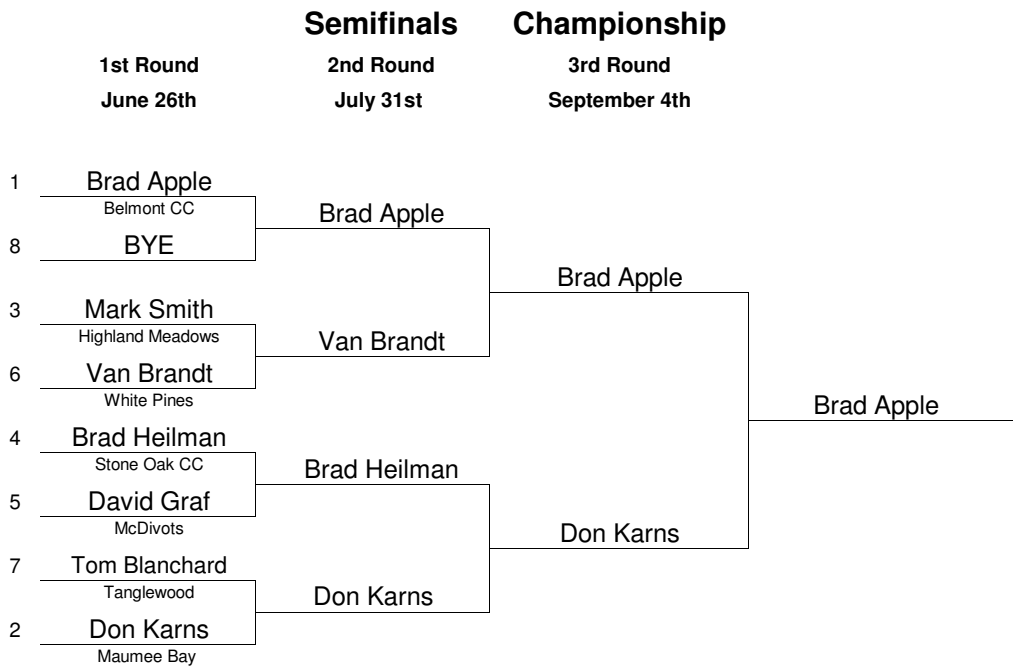 Semifinals Championship
1st Round 2nd Round 3rd Round
June 26th July 31st September 4th
1 Brad Apple
Belmont CC
Brad Apple
8 BYE
Brad Apple
3 Mark Smith
Highland Meadows
Van Brandt
6 Van Brandt
White Pines
Brad Apple
4 Brad Heilman
Stone Oak CC
Brad Heilman
5 David Graf
McDivots
Don Karns
7 Tom Blanchard
Tanglewood
Don Karns
2 Don Karns
Maumee Bay